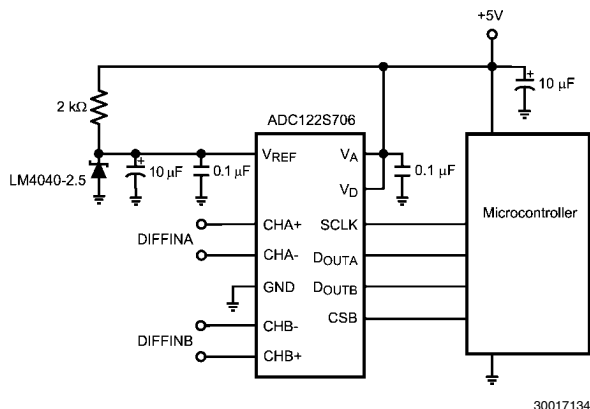 +5V
10 µF
2 kΩ
ADC122S706
LM4040-2.5
10 µF
0.1 µF
VREF
VA
0.1 µF
VD
Microcontroller
DIFFINA
CHA+
SCLK
CHA-
DOUTA
GND
DOUTB
DIFFINB
CHB-
CSB
CHB+
30017134